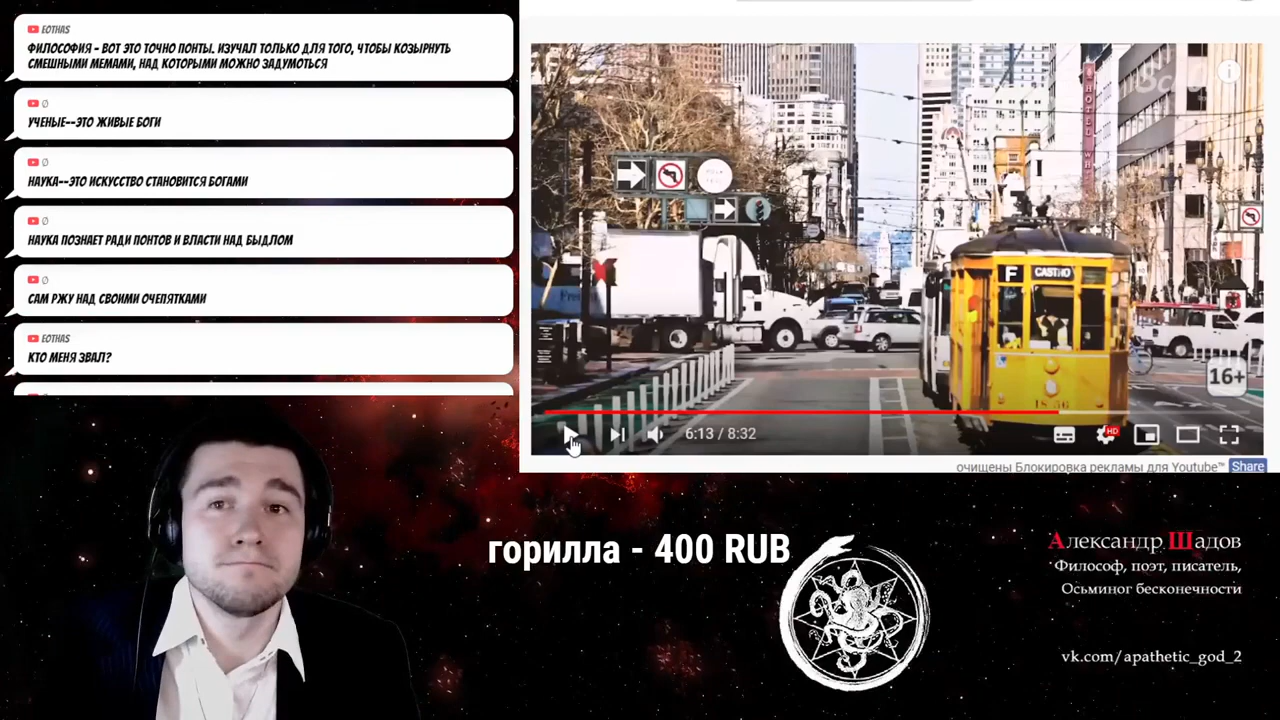 EOTHAS
ФИЛОСОФИЯ - ВОТ ЭТО ТОЧНО ПОНТЫ. ИЗУЧАЛ ТОЛЬКО ДЛЯ ТОГО, ЧТОБЫ КОЗЫРНУТЬ
СМЕШНЫМИ МЕМАМИ, НАД КОТОРЫМИ МОЖНО ЗАДУМОТЬСЯ
Ø
УЧЕНЫЕ--ЭТО ЖИВЫЕ БОГИ
Ø
НАУКА--ЭТО ИСКУССТВО СТАНОВИТСЯ БОГАМИ
Ø
НАУКА ПОЗНАЕТ РАДИ ПОНТОВ И ВЛАСТИ НАД БЫДЛОМ
Ø
САМ РЖУ НАД СВОИМИ ОЧЕПЯТКАМИ
EOTHAS
КТО МЕНЯ ЗВАЛ?
HOTEL
F CASTRO
16+
6:13 / 8:32
HD
очищены Блокировка рекламы для Youtube™ Share
горилла - 400 RUB
Александр Шадов
Философ, поэт, писатель,
Осьминог бесконечности
vk.com/apathetic_god_2